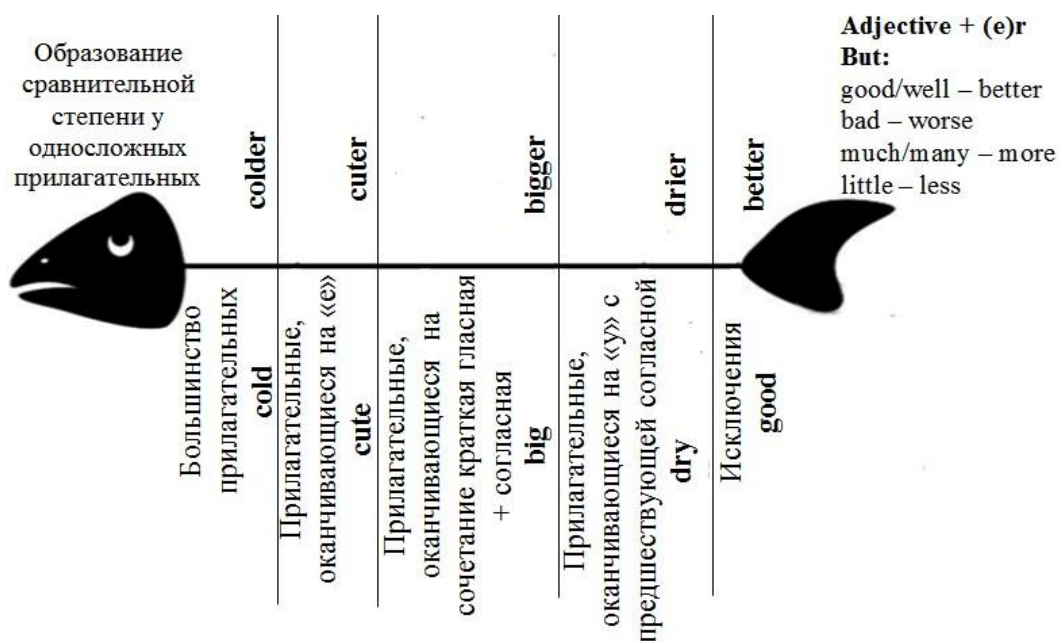 Образование
сравнительной
степени у
односложных
прилагательных
Adjective + (e)r
But:
good/well – better
bad – worse
much/many – more
little – less
colder
cuter
bigger
drier
better
Большинство
прилагательных
cold
Прилагательные,
оканчивающиеся на «е»
cute
Прилагательные,
оканчивающиеся на
сочетание краткая гласная
+ согласная
big
Прилагательные,
оканчивающиеся на «у» с
предшествующей согласной
dry
Исключения
good